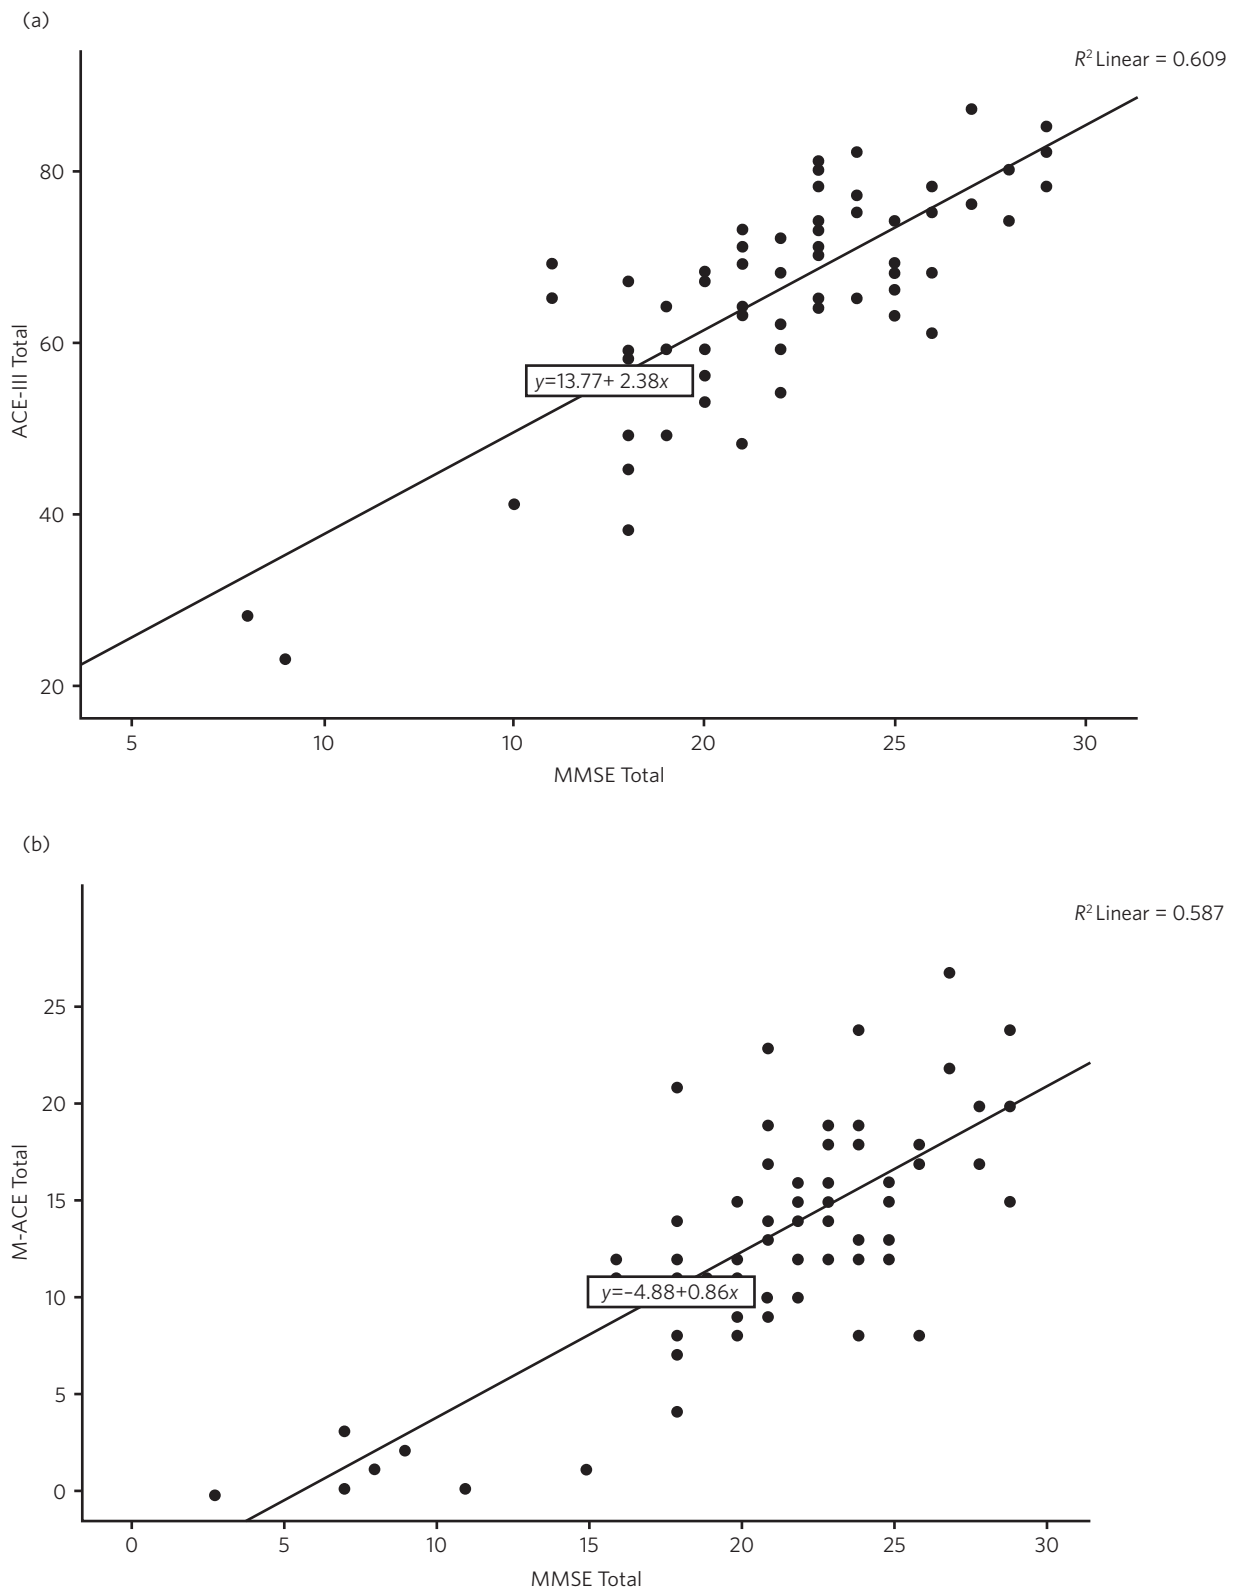 (a)
R² Linear = 0.609
80
60
40
20
ACE-III Total
y=13.77+ 2.38x
5 10 10 20 25 30
MMSE Total
(b)
R² Linear = 0.587
25
20
15
10
5
0
M-ACE Total
y=–4.88+0.86x
0 5 10 15 20 25 30
MMSE Total